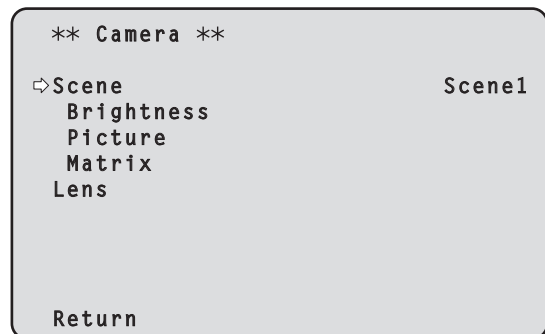 ** Camera **
⇨Scene Scene1
Brightness
Picture
Matrix
Lens
Return